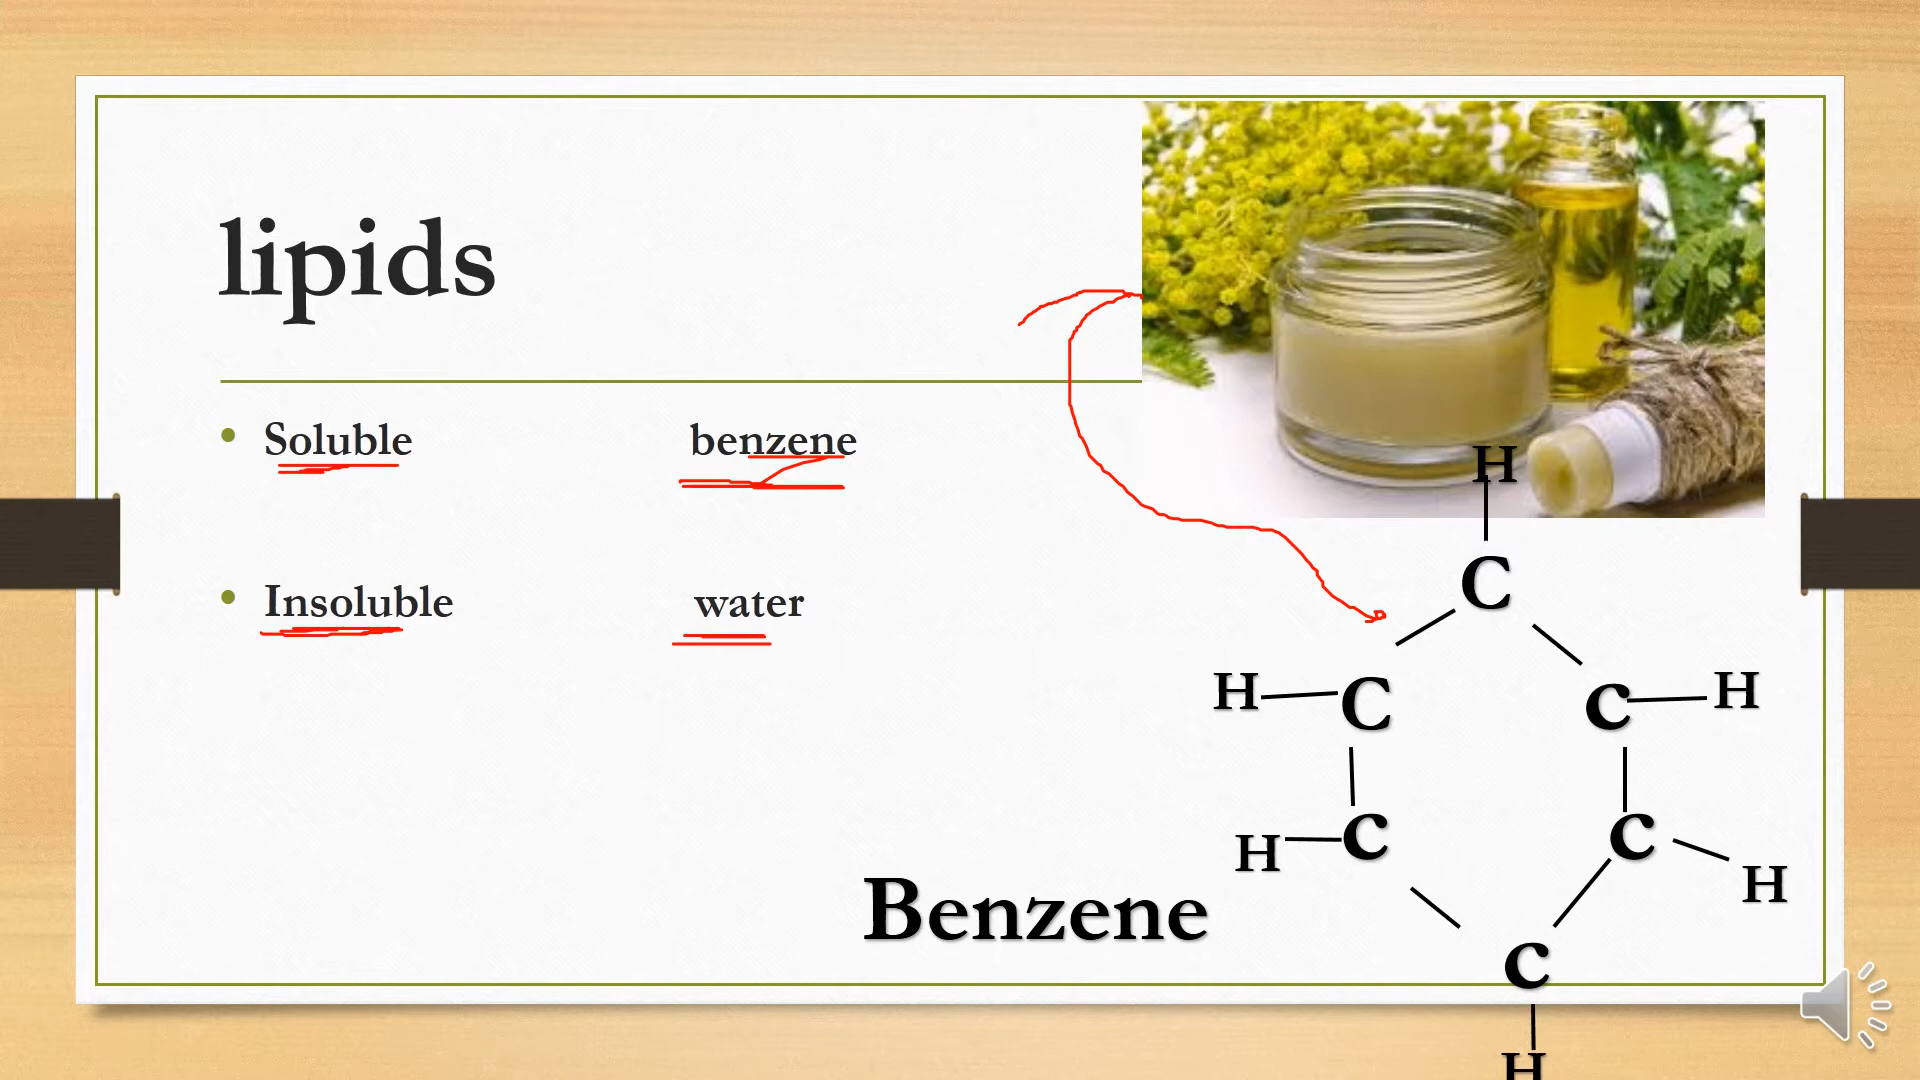 lipids
Soluble benzene
Insoluble water
H
C
H C C H
H C C H
Benzene
C
H